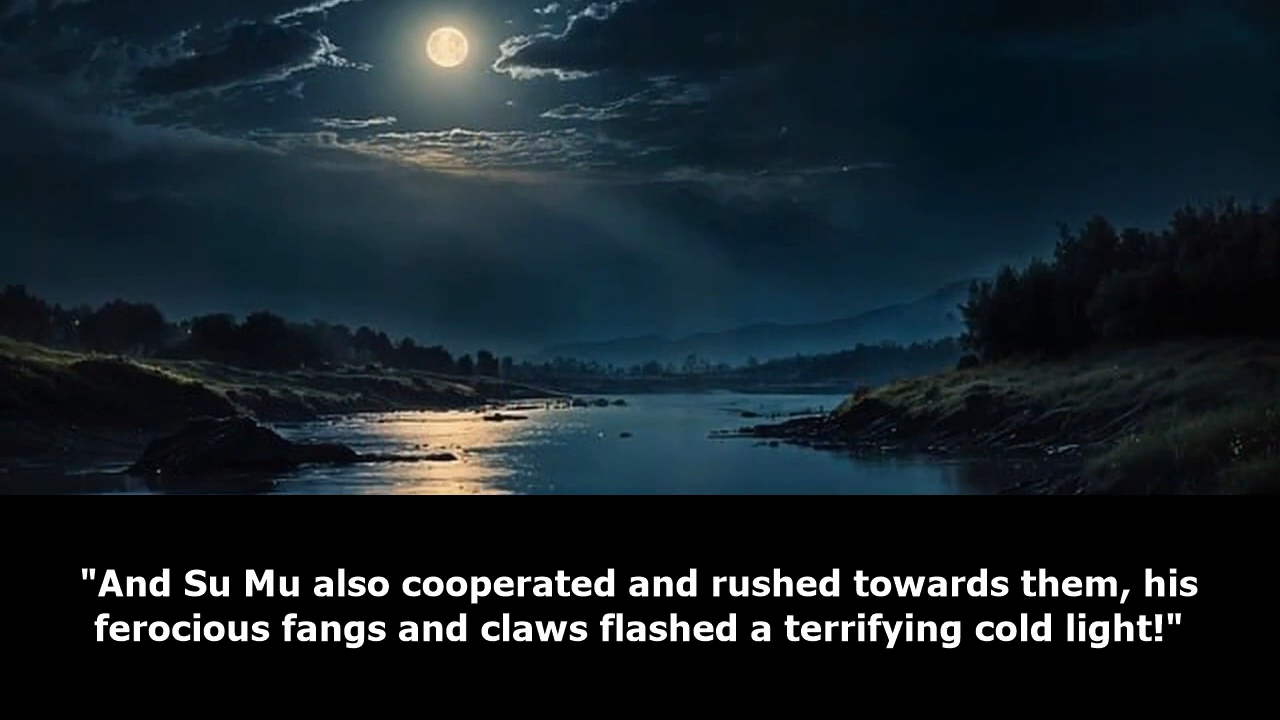 "And Su Mu also cooperated and rushed towards them, his
ferocious fangs and claws flashed a terrifying cold light!"